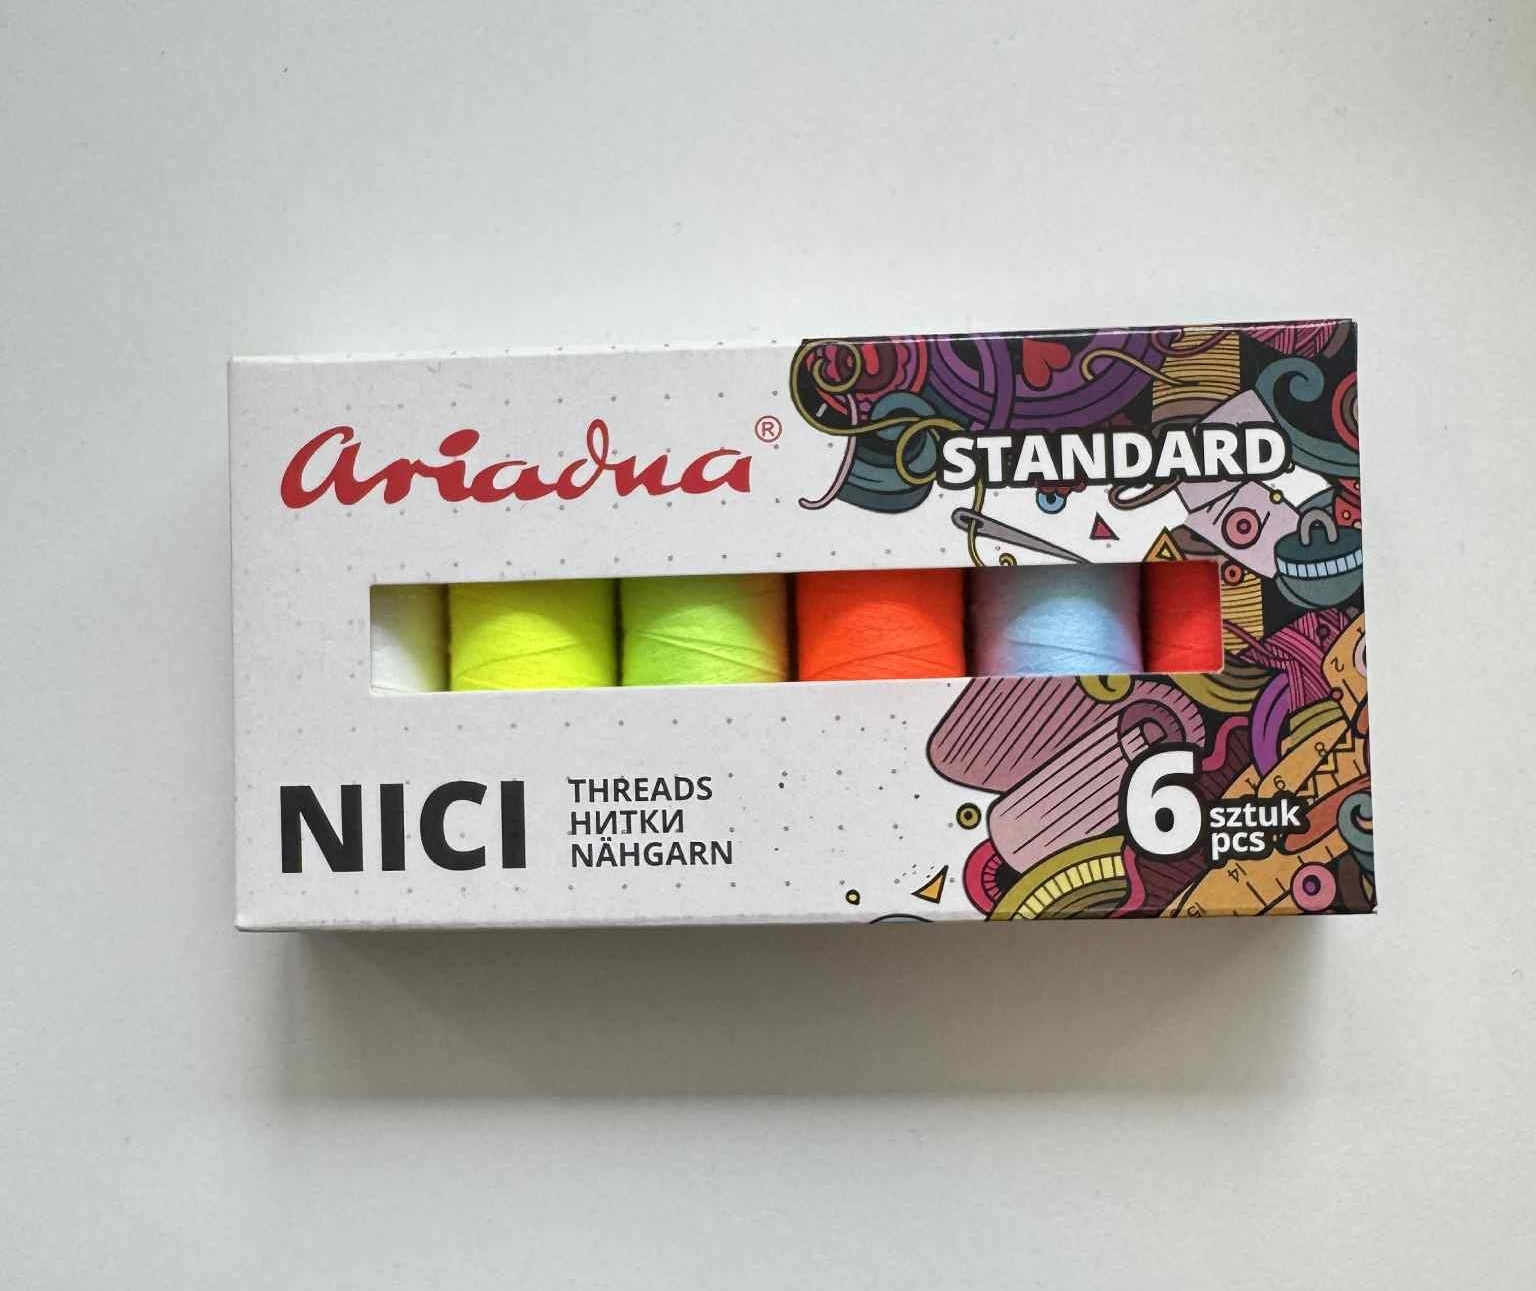 Ariadna®
STANDARD
NICI
THREADS
НИТКИ
NÄHGARN
6 sztuk
pcs